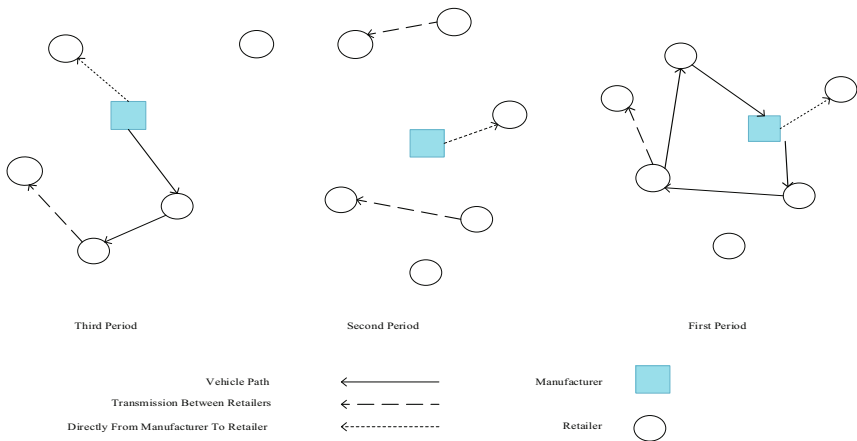 Third Period
Second Period
First Period
Vehicle Path
Transmission Between Retailers
Directly From Manufacturer To Retailer
Manufacturer
Retailer